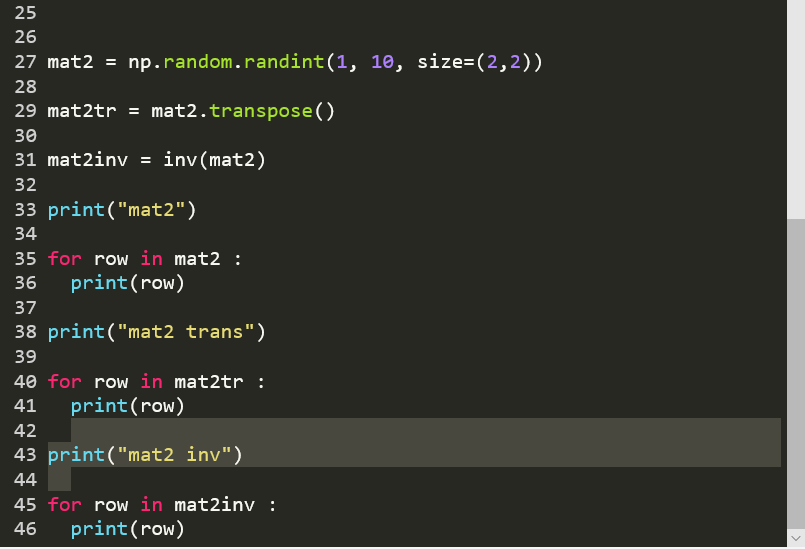 25
26
27 mat2 = np.random.randint(1, 10, size=(2,2))
28
29 mat2tr = mat2.transpose()
30
31 mat2inv = inv(mat2)
32
33 print("mat2")
34
35 for row in mat2 :
36   print(row)
37
38 print("mat2 trans")
39
40 for row in mat2tr :
41   print(row)
42
43 print("mat2 inv")
44
45 for row in mat2inv :
46   print(row)